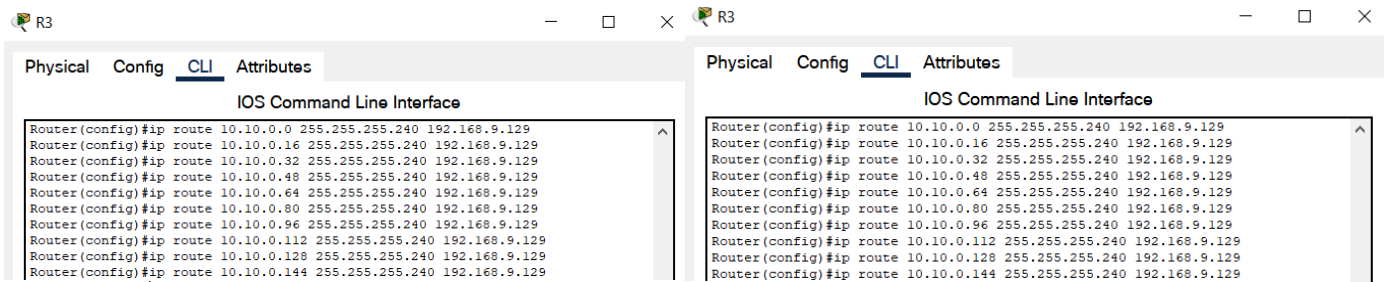 R3
Physical Config CLI Attributes
IOS Command Line Interface
Router(config)#ip route 10.10.0.0 255.255.255.240 192.168.9.129
Router(config)#ip route 10.10.0.16 255.255.255.240 192.168.9.129
Router(config)#ip route 10.10.0.32 255.255.255.240 192.168.9.129
Router(config)#ip route 10.10.0.48 255.255.255.240 192.168.9.129
Router(config)#ip route 10.10.0.64 255.255.255.240 192.168.9.129
Router(config)#ip route 10.10.0.80 255.255.255.240 192.168.9.129
Router(config)#ip route 10.10.0.96 255.255.255.240 192.168.9.129
Router(config)#ip route 10.10.0.112 255.255.255.240 192.168.9.129
Router(config)#ip route 10.10.0.128 255.255.255.240 192.168.9.129
Router(config)#ip route 10.10.0.144 255.255.255.240 192.168.9.129
R3
Physical Config CLI Attributes
IOS Command Line Interface
Router(config)#ip route 10.10.0.0 255.255.255.240 192.168.9.129
Router(config)#ip route 10.10.0.16 255.255.255.240 192.168.9.129
Router(config)#ip route 10.10.0.32 255.255.255.240 192.168.9.129
Router(config)#ip route 10.10.0.48 255.255.255.240 192.168.9.129
Router(config)#ip route 10.10.0.64 255.255.255.240 192.168.9.129
Router(config)#ip route 10.10.0.80 255.255.255.240 192.168.9.129
Router(config)#ip route 10.10.0.96 255.255.255.240 192.168.9.129
Router(config)#ip route 10.10.0.112 255.255.255.240 192.168.9.129
Router(config)#ip route 10.10.0.128 255.255.255.240 192.168.9.129
Router(config)#ip route 10.10.0.144 255.255.255.240 192.168.9.129